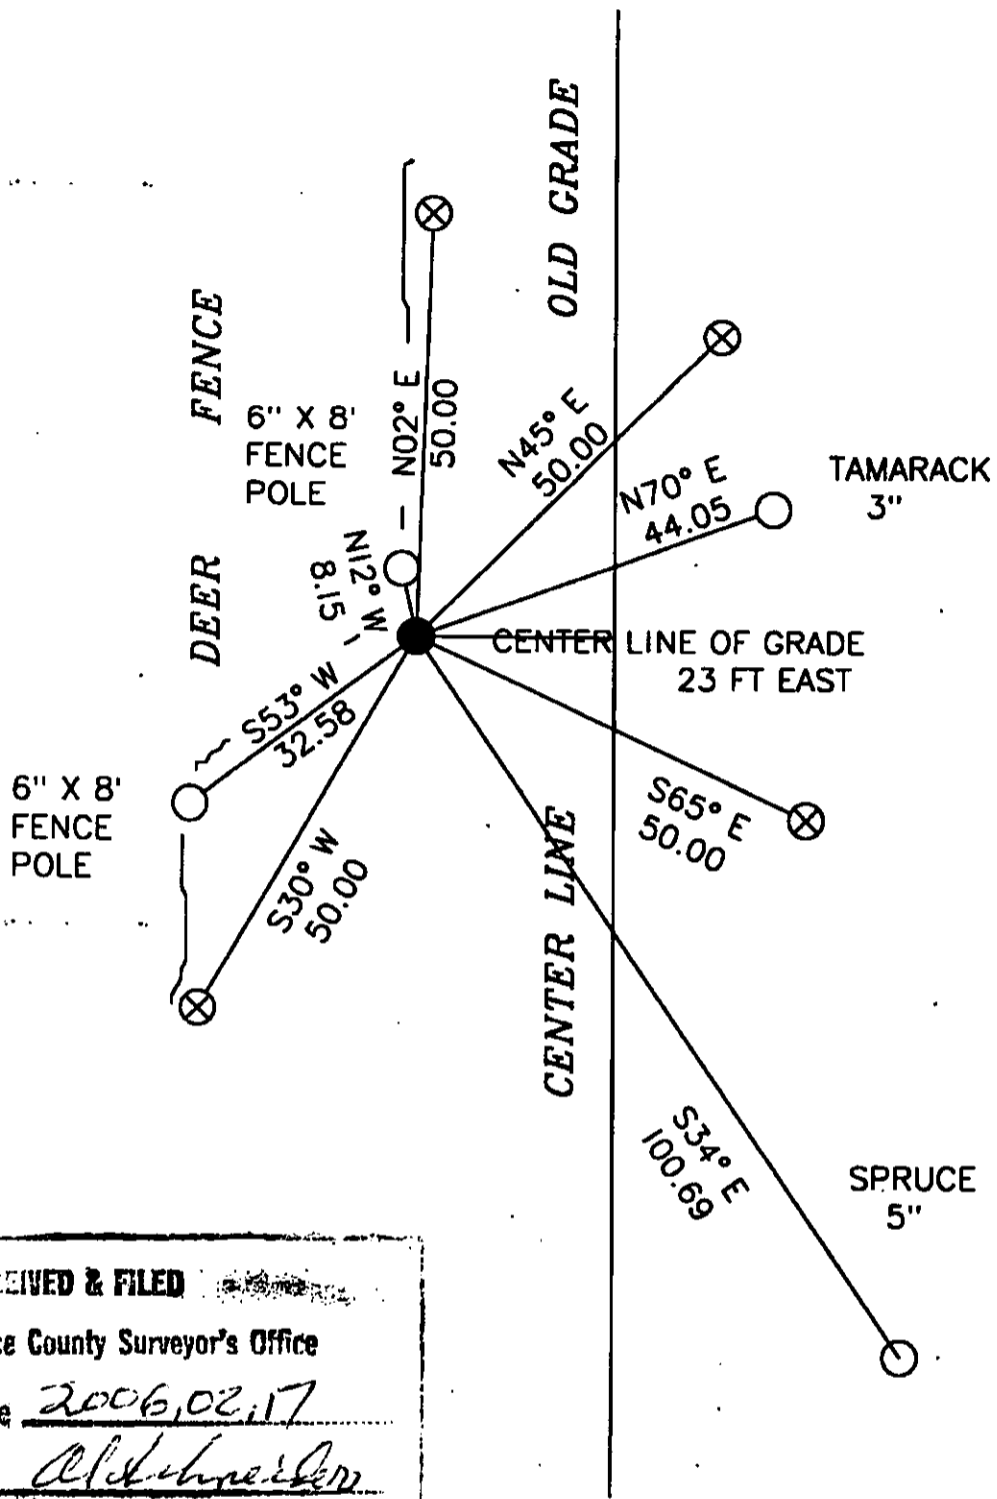 OLD GRADE
DEER FENCE
6" X 8'
FENCE
POLE
N02° E
50.00
N45° E
50.00
N70° E
44.05
TAMARACK
3"
N12° W
8.15
CENTER LINE OF GRADE
23 FT EAST
S53° W
32.58
6" X 8'
FENCE
POLE
S30° W
50.00
S65° E
50.00
CENTER LINE
S34° E
100.69
SPRUCE
5"
EIVED & FILED
ce County Surveyor's Office
e 2006,02,17